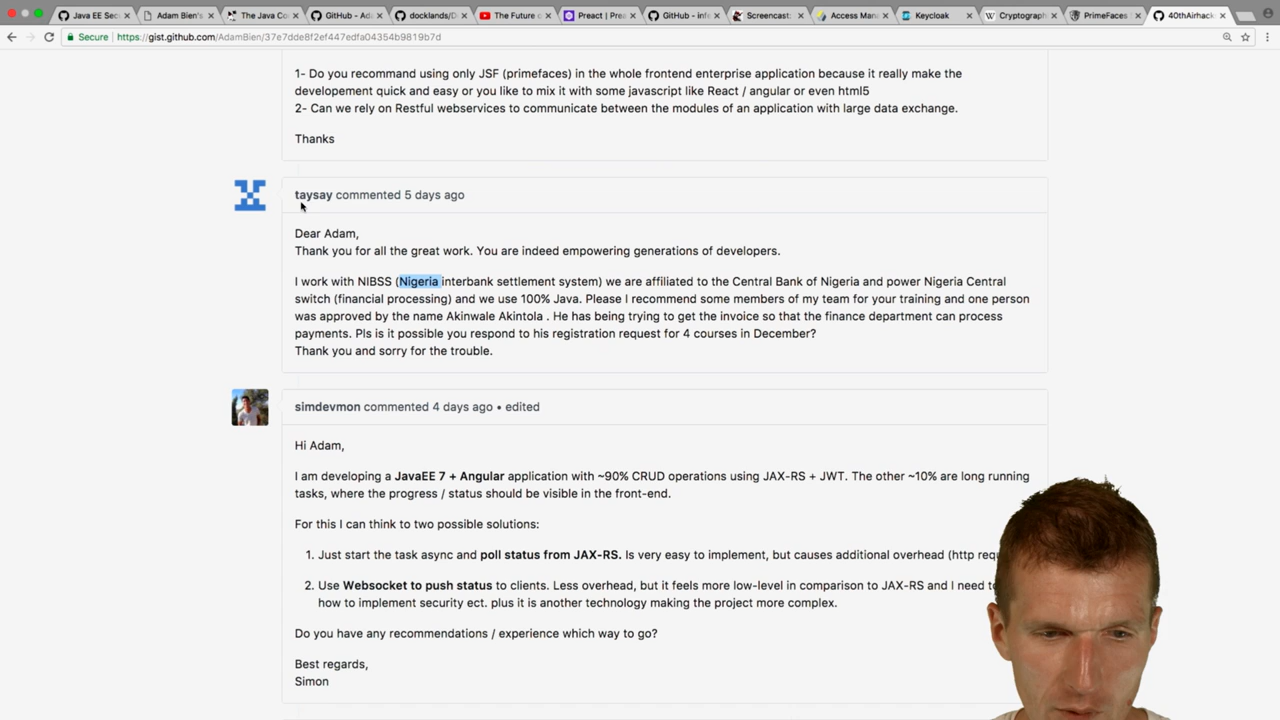 Java EE Sec
Adam Bien's
The Java Co
GitHub - Ada
docklands/D
The Future o
Preact | Prea
GitHub - infe
Screencast:
Access Man
Keycloak
Cryptograph
PrimeFaces
40thAirhack
Secure
https://gist.github.com/AdamBien/37e7dde8f2ef447edfa04354b9819b7d
1- Do you recommand using only JSF (primefaces) in the whole frontend enterprise application because it really make the
developement quick and easy or you like to mix it with some javascript like React / angular or even html5
2- Can we rely on Restful webservices to communicate between the modules of an application with large data exchange.
Thanks
taysay commented 5 days ago
Dear Adam,
Thank you for all the great work. You are indeed empowering generations of developers.
I work with NIBSS (Nigeria interbank settlement system) we are affiliated to the Central Bank of Nigeria and power Nigeria Central
switch (financial processing) and we use 100% Java. Please I recommend some members of my team for your training and one person
was approved by the name Akinwale Akintola . He has being trying to get the invoice so that the finance department can process
payments. Pls is it possible you respond to his registration request for 4 courses in December?
Thank you and sorry for the trouble.
simdevmon commented 4 days ago • edited
Hi Adam,
I am developing a JavaEE 7 + Angular application with ~90% CRUD operations using JAX-RS + JWT. The other ~10% are long running
tasks, where the progress / status should be visible in the front-end.
For this I can think to two possible solutions:
1. Just start the task async and poll status from JAX-RS. Is very easy to implement, but causes additional overhead (http req
2. Use Websocket to push status to clients. Less overhead, but it feels more low-level in comparison to JAX-RS and I need to
how to implement security ect. plus it is another technology making the project more complex.
Do you have any recommendations / experience which way to go?
Best regards,
Simon